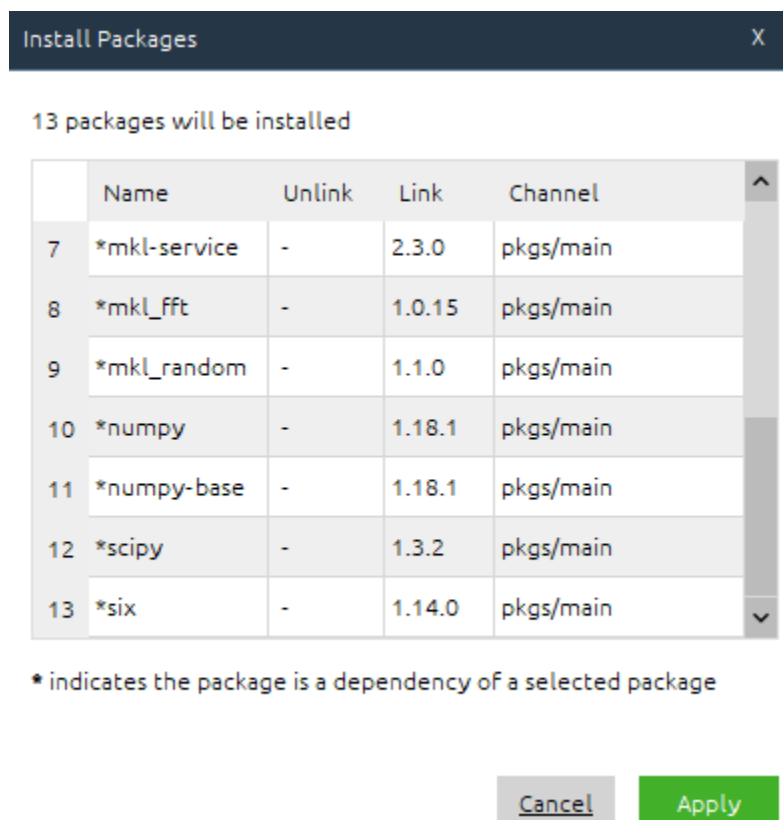 Install Packages X
13 packages will be installed
Name Unlink Link Channel
7 *mkl-service - 2.3.0 pkgs/main
8 *mkl_fft - 1.0.15 pkgs/main
9 *mkl_random - 1.1.0 pkgs/main
10 *numpy - 1.18.1 pkgs/main
11 *numpy-base - 1.18.1 pkgs/main
12 *scipy - 1.3.2 pkgs/main
13 *six - 1.14.0 pkgs/main
* indicates the package is a dependency of a selected package
Cancel Apply